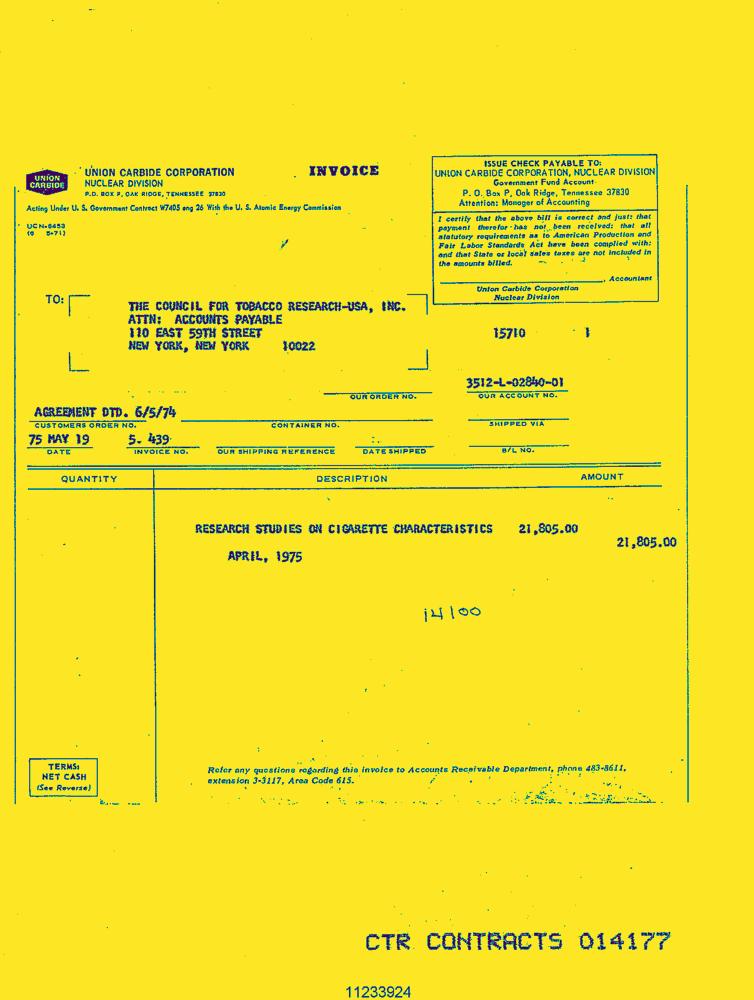 UNION CARBIDE
UNION CARBIDE CORPORATION
NUCLEAR DIVISION
P.O. BOX P, OAK RIDGE, TENNESSEE 37830
INVOICE
Acting Under U. S. Government Contract W7405 eng 26 With the U. S. Atomic Energy Commission
UCN-6453
(6 5-71)
ISSUE CHECK PAYABLE TO:
UNION CARBIDE CORPORATION, NUCLEAR DIVISION
Government Fund Account
P. O. Box P, Oak Ridge, Tennessee 37830
Attention: Manager of Accounting
I certify that the above bill is correct and just; that
payment therefor has not been received; that all
statutory requirements as to American Production and
Fair Labor Standards Act have been complied with;
and that State or local sales taxes are not included in
the amounts billed.
, Accountant
Union Carbide Corporation
Nuclear Division
TO:
THE COUNCIL FOR TOBACCO RESEARCH-USA, INC.
ATTN: ACCOUNTS PAYABLE
110 EAST 59TH STREET
NEW YORK, NEW YORK 10022
15710 1
3512-L-02840-01
OUR ORDER NO. OUR ACCOUNT NO.
AGREEMENT DTD. 6/5/74
CUSTOMERS ORDER NO. CONTAINER NO. SHIPPED VIA
75 MAY 19 5. 439
DATE INVOICE NO. OUR SHIPPING REFERENCE DATE SHIPPED B/L NO.
QUANTITY DESCRIPTION AMOUNT
RESEARCH STUDIES ON CIGARETTE CHARACTERISTICS 21,805.00
21,805.00
APRIL, 1975
14100
TERMS:
NET CASH
(See Reverse)
Refer any questions regarding this invoice to Accounts Receivable Department, phone 483-8611,
extension 3-3117, Area Code 615.
CTR CONTRACTS 014177
11233924